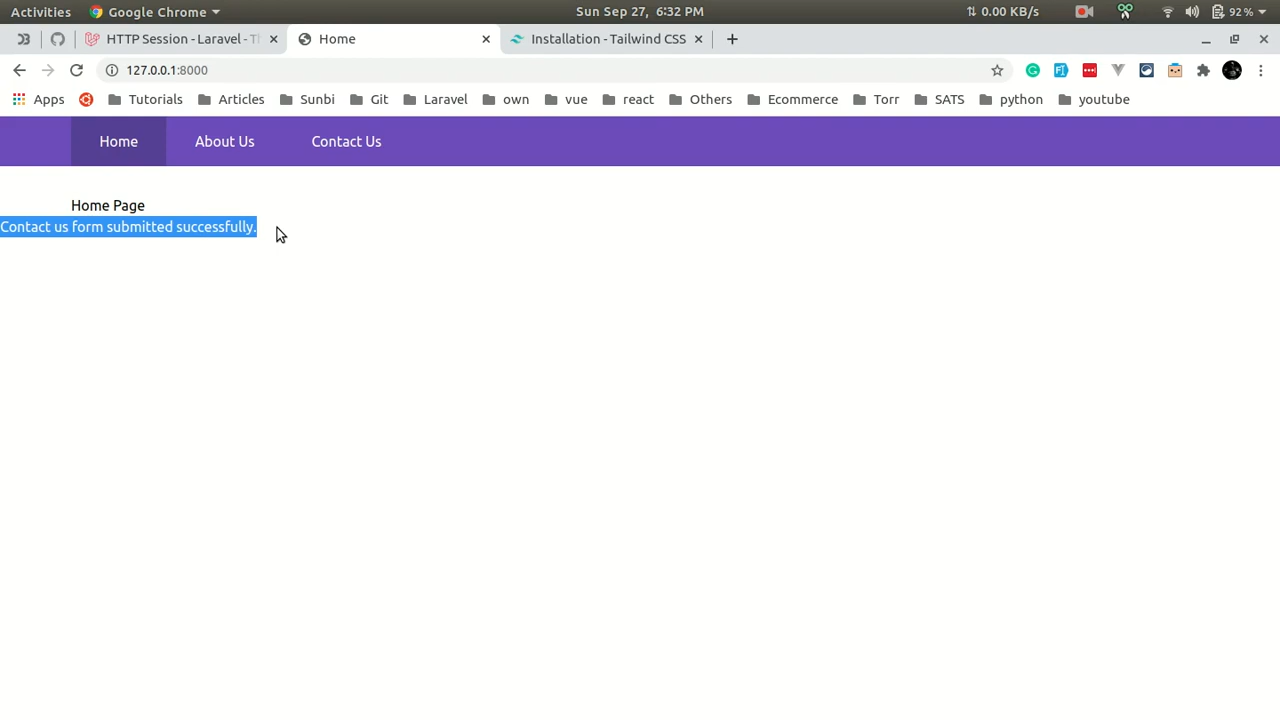 Activities Google Chrome Sun Sep 27, 6:32 PM 0.00 KB/s 92%
HTTP Session - Laravel - T Home Installation - Tailwind CSS
127.0.0.1:8000
Apps Tutorials Articles Sunbi Git Laravel own vue react Others Ecommerce Torr SATS python youtube
Home About Us Contact Us
Home Page
Contact us form submitted successfully.